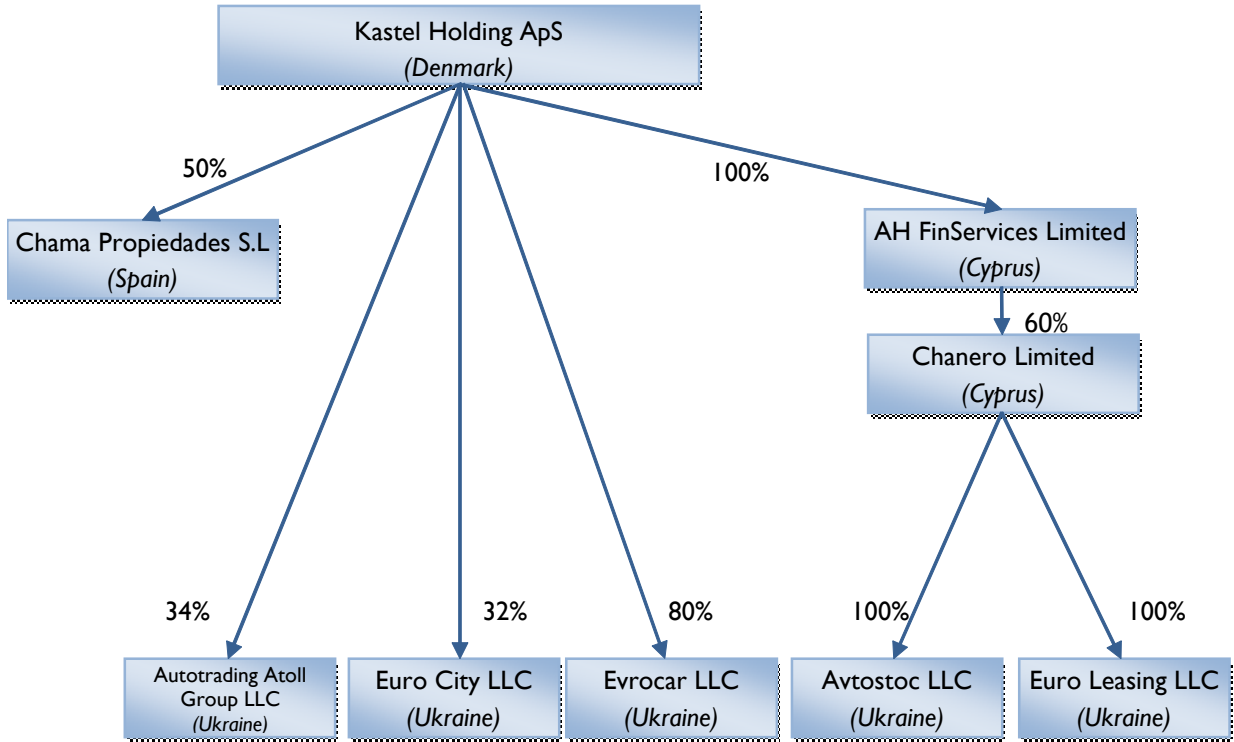 Kastel Holding ApS
(Denmark)
50%
100%
Chama Propiedades S.L
(Spain)
AH FinServices Limited
(Cyprus)
60%
Chanero Limited
(Cyprus)
34%
32%
80%
100%
100%
Autotrading Atoll
Group LLC
(Ukraine)
Euro City LLC
(Ukraine)
Evrocar LLC
(Ukraine)
Avtostoc LLC
(Ukraine)
Euro Leasing LLC
(Ukraine)